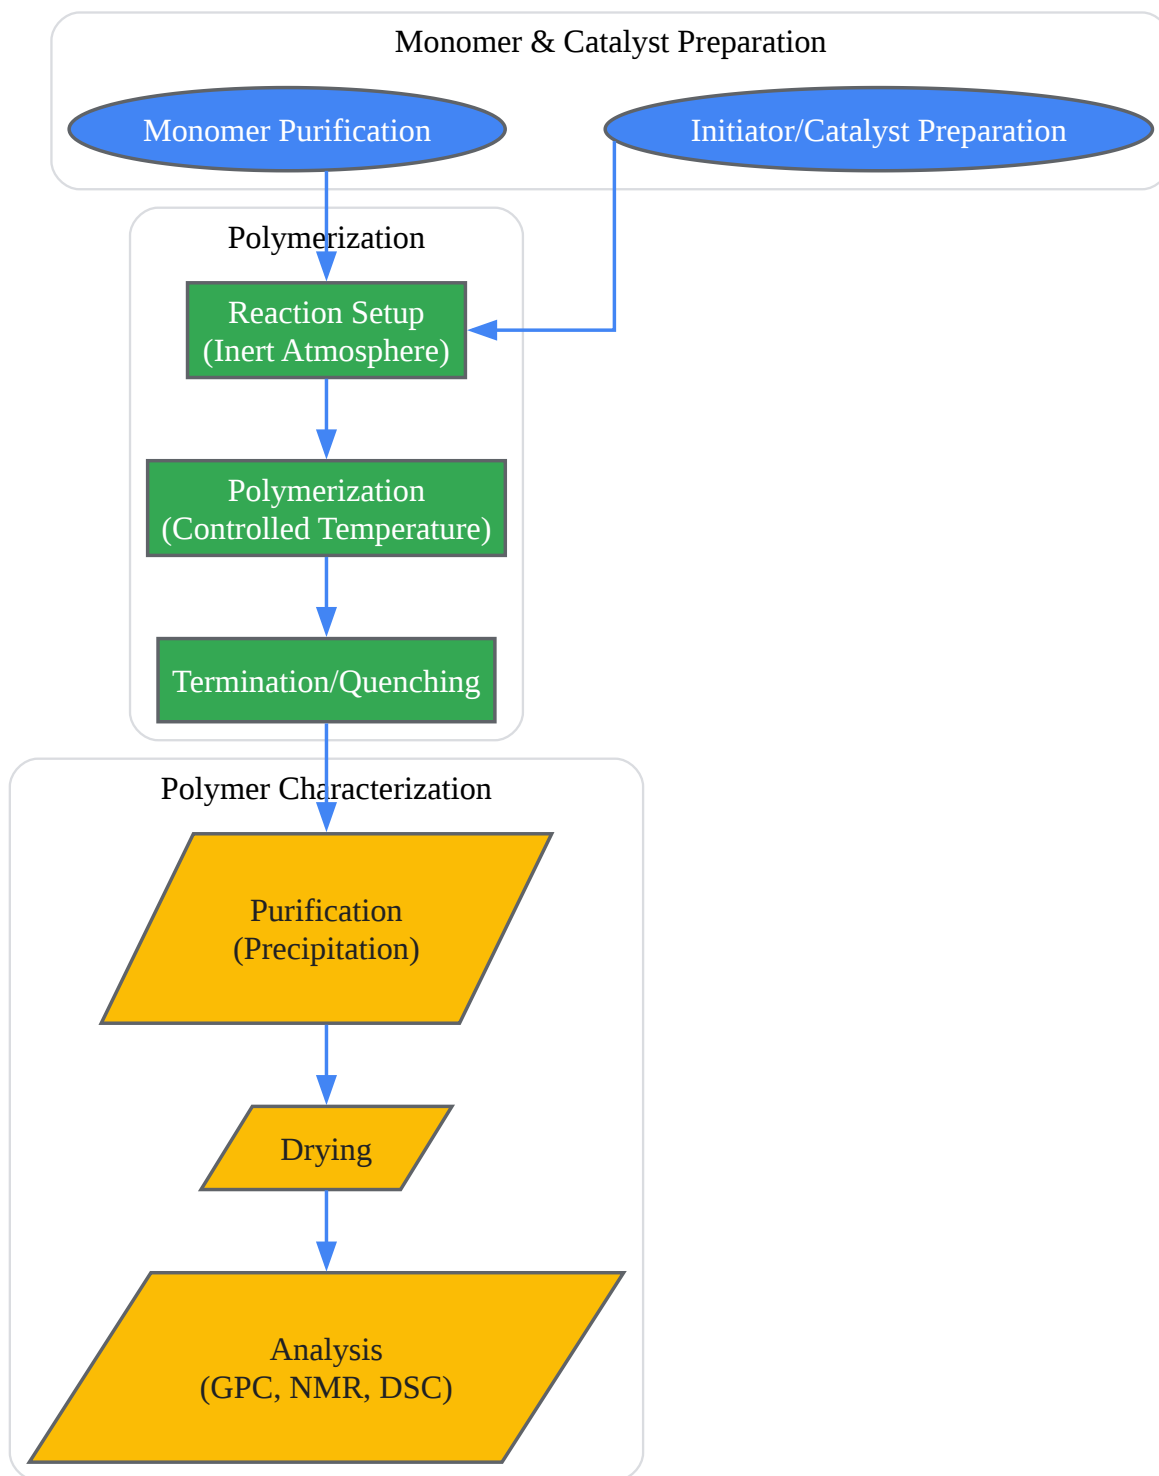 Monomer & Catalyst Preparation
Monomer Purification
Initiator/Catalyst Preparation
Polymerization
Reaction Setup
(Inert Atmosphere)
Polymerization
(Controlled Temperature)
Termination/Quenching
Polymer Characterization
Purification
(Precipitation)
Drying
Analysis
(GPC, NMR, DSC)